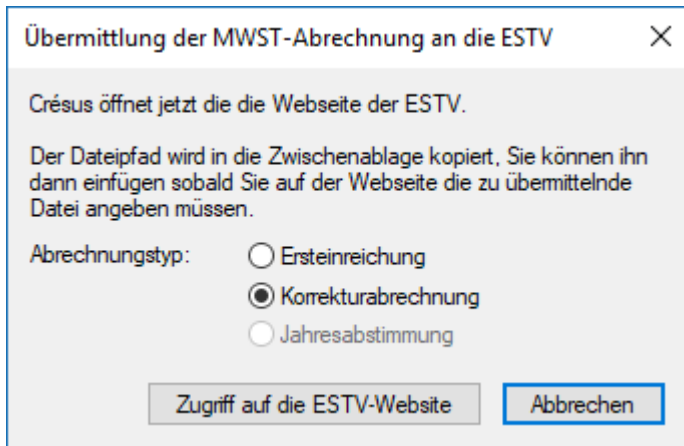 Übermittlung der MWST-Abrechnung an die ESTV
Crésus öffnet jetzt die die Webseite der ESTV.
Der Dateipfad wird in die Zwischenablage kopiert, Sie können ihn
dann einfügen sobald Sie auf der Webseite die zu übermittelnde
Datei angeben müssen.
Abrechnungstyp: Ersteinreichung
Korrekturabrechnung
Jahresabstimmung
Zugriff auf die ESTV-Website Abbrechen